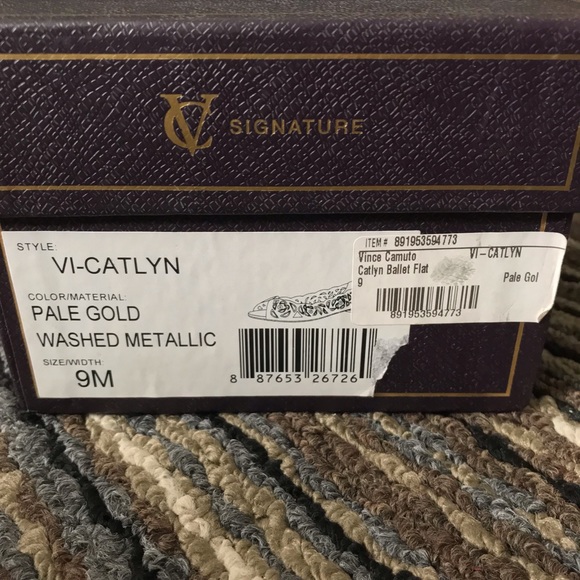 VC SIGNATURE
STYLE:
VI-CATLYN
COLOR/MATERIAL:
PALE GOLD
WASHED METALLIC
SIZE/WIDTH:
9M
8 87653 26726
ITEM# 891953594773
Vince Camuto VI-CATLYN
Catlyn Ballet Flat
9 Pale Gol
891953594773